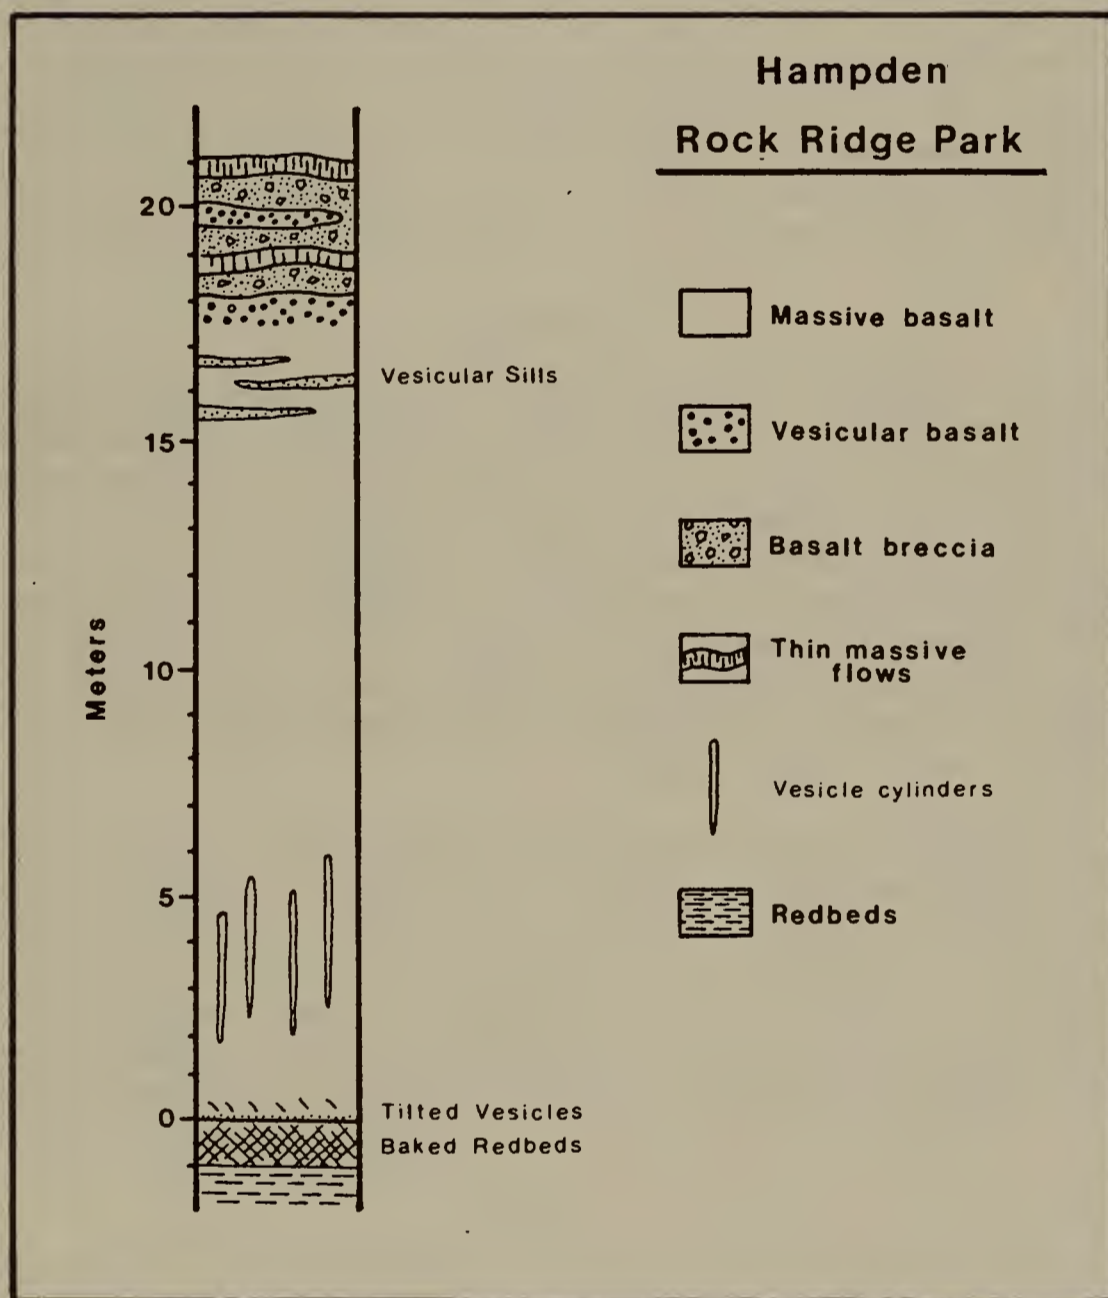 Hampden
Rock Ridge Park
20
15
10
5
0
Meters
Vesicular Sills
Tilted Vesicles
Baked Redbeds
Massive basalt
Vesicular basalt
Basalt breccia
Thin massive
flows
Vesicle cylinders
Redbeds